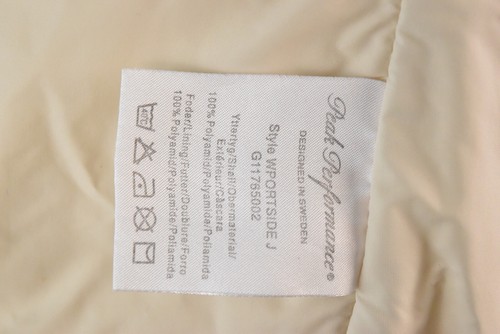 Peak Performance®
DESIGNED IN SWEDEN
Style WPORTSIDE J
G11765002
Yttertyg/Shell/Obermaterial/
Extérieur/Cáscara
100%Polyamid/Polyamide/Poliamida
Foder/Lining/Futter/Doublure/Forro
100%Polyamid/Polyamide/Poliamida
40°C